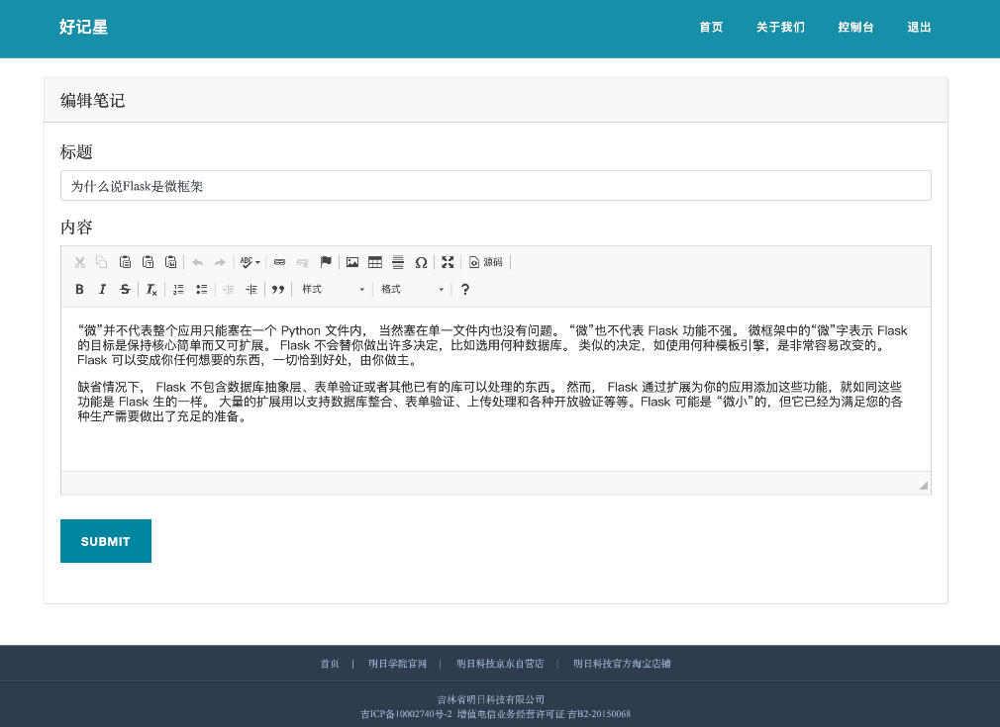 好记星
首页 关于我们 控制台 退出
编辑笔记
标题
为什么说Flask是微框架
内容
ABC 源码
B I S Tx 样式 格式 ?
“微”并不代表整个应用只能塞在一个 Python 文件内， 当然塞在单一文件内也没有问题。 “微”也不代表 Flask 功能不强。 微框架中的“微”字表示 Flask
的目标是保持核心简单而又可扩展。 Flask 不会替你做出许多决定，比如选用何种数据库。 类似的决定，如使用何种模板引擎，是非常容易改变的。
Flask 可以变成你任何想要的东西，一切恰到好处，由你做主。
缺省情况下， Flask 不包含数据库抽象层、表单验证或者其他已有的库可以处理的东西。 然而， Flask 通过扩展为你的应用添加这些功能，就如同这些
功能是 Flask 生的一样。 大量的扩展用以支持数据库整合、表单验证、上传处理和各种开放验证等等。Flask 可能是 “微小”的，但它已经为满足您的各
种生产需要做出了充足的准备。
SUBMIT
首页 | 明日学院官网 | 明日科技京东自营店 | 明日科技官方淘宝店铺
吉林省明日科技有限公司
吉ICP备10002740号-2 增值电信业务经营许可证 吉B2-20150068